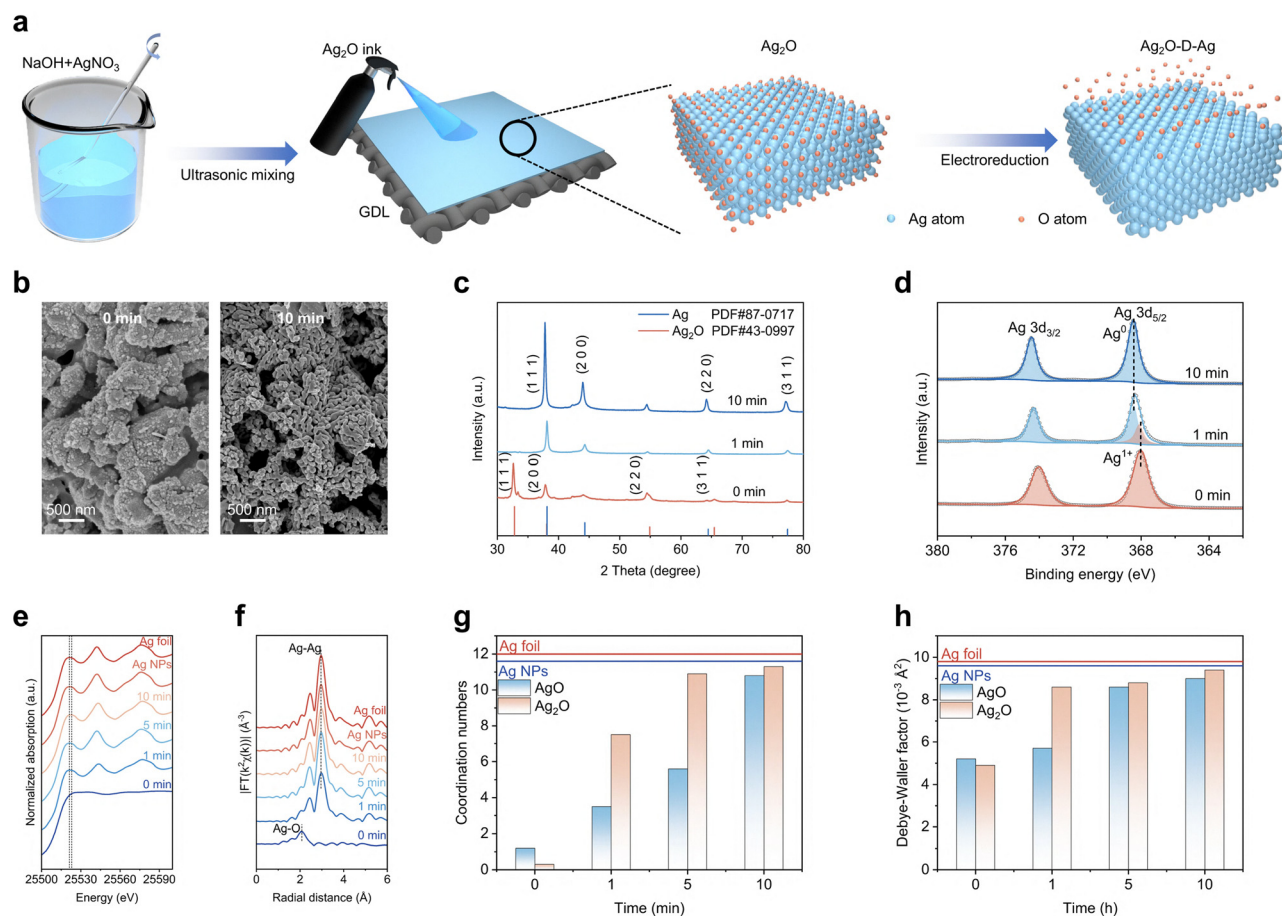 a
NaOH+AgNO₃
Ultrasonic mixing
Ag₂O ink
GDL
Ag₂O
Ag atom
O atom
Electroreduction
Ag₂O-D-Ag
b
0 min
500 nm
10 min
500 nm
c
Ag PDF#87-0717
Ag₂O PDF#43-0997
(1 1 1)
(2 0 0)
(2 2 0)
(3 1 1)
10 min
1 min
(1 1 1)
(2 0 0)
(2 2 0)
(3 1 1)
0 min
Intensity (a.u.)
30 40 50 60 70 80
2 Theta (degree)
d
Ag 3d₃/₂
Ag 3d₅/₂
Ag⁰
10 min
1 min
Ag¹⁺
0 min
Intensity (a.u.)
380 376 372 368 364
Binding energy (eV)
e
Ag foil
Ag NPs
10 min
5 min
1 min
0 min
Normalized absorption (a.u.)
25500 25530 25560 25590
Energy (eV)
f
Ag-Ag
Ag foil
Ag NPs
10 min
5 min
1 min
Ag-O
0 min
|FT(k²χ(k))| (Å⁻³)
0 1 2 3 4 5 6
Radial distance (Å)
g
Ag foil
Ag NPs
AgO
Ag₂O
Coordination numbers
12
10
8
6
4
2
0
0 1 5 10
Time (min)
h
Ag foil
Ag NPs
AgO
Ag₂O
Debye-Waller factor (10⁻³ Å²)
10
8
6
4
2
0
0 1 5 10
Time (h)